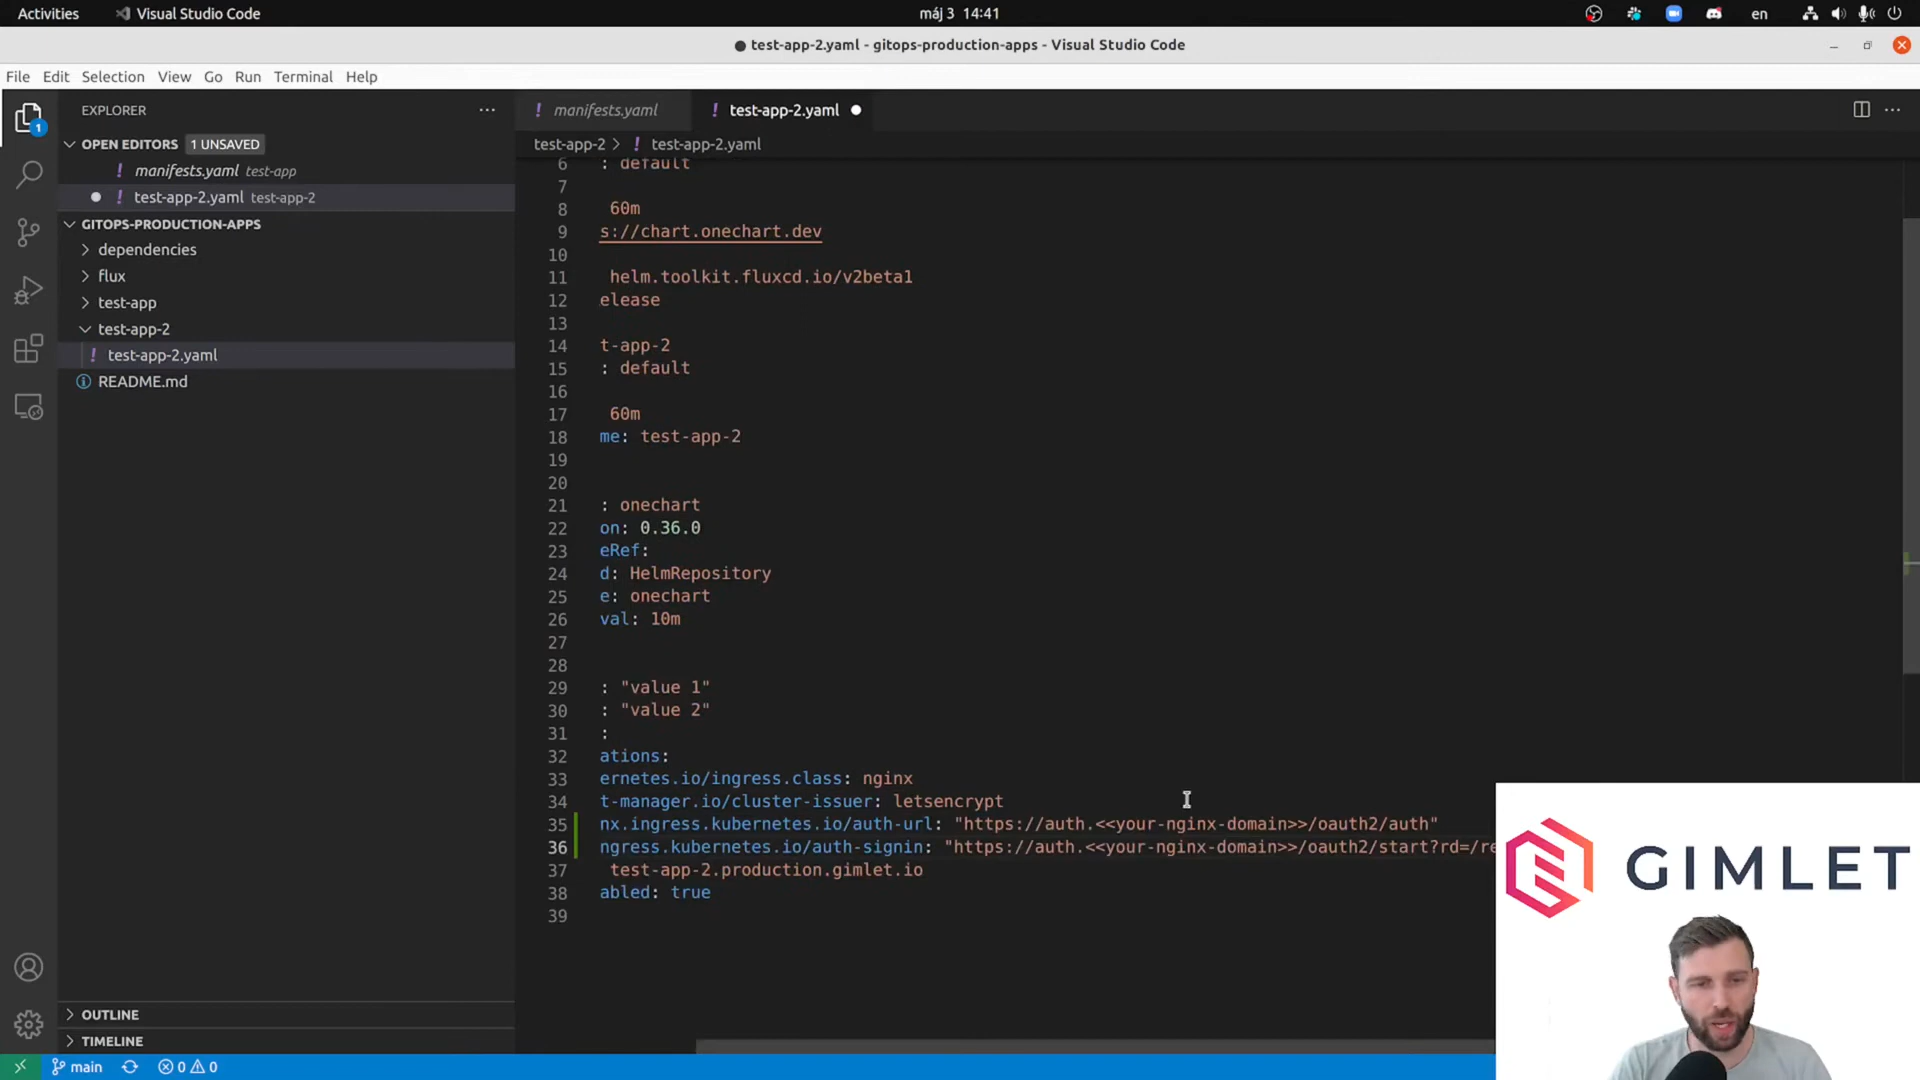 Activities
Visual Studio Code
máj 3 14:41
en
● test-app-2.yaml - gitops-production-apps - Visual Studio Code
File Edit Selection View Go Run Terminal Help
EXPLORER
OPEN EDITORS 1 UNSAVED
! manifests.yaml test-app
● ! test-app-2.yaml test-app-2
GITOPS-PRODUCTION-APPS
dependencies
flux
test-app
test-app-2
! test-app-2.yaml
README.md
OUTLINE
TIMELINE
1
! manifests.yaml
! test-app-2.yaml ●
test-app-2 > ! test-app-2.yaml
6 : default
7
8 60m
9 s://chart.onechart.dev
10
11 helm.toolkit.fluxcd.io/v2beta1
12 elease
13
14 t-app-2
15 : default
16
17 60m
18 me: test-app-2
19
20
21 : onechart
22 on: 0.36.0
23 eRef:
24 d: HelmRepository
25 e: onechart
26 val: 10m
27
28
29 : "value 1"
30 : "value 2"
31 :
32 ations:
33 ernetes.io/ingress.class: nginx
34 t-manager.io/cluster-issuer: letsencrypt
35 nx.ingress.kubernetes.io/auth-url: "https://auth.<<your-nginx-domain>>/oauth2/auth"
36 ngress.kubernetes.io/auth-signin: "https://auth.<<your-nginx-domain>>/oauth2/start?rd=/re
37 test-app-2.production.gimlet.io
38 abled: true
39
GIMLET
main 0 0